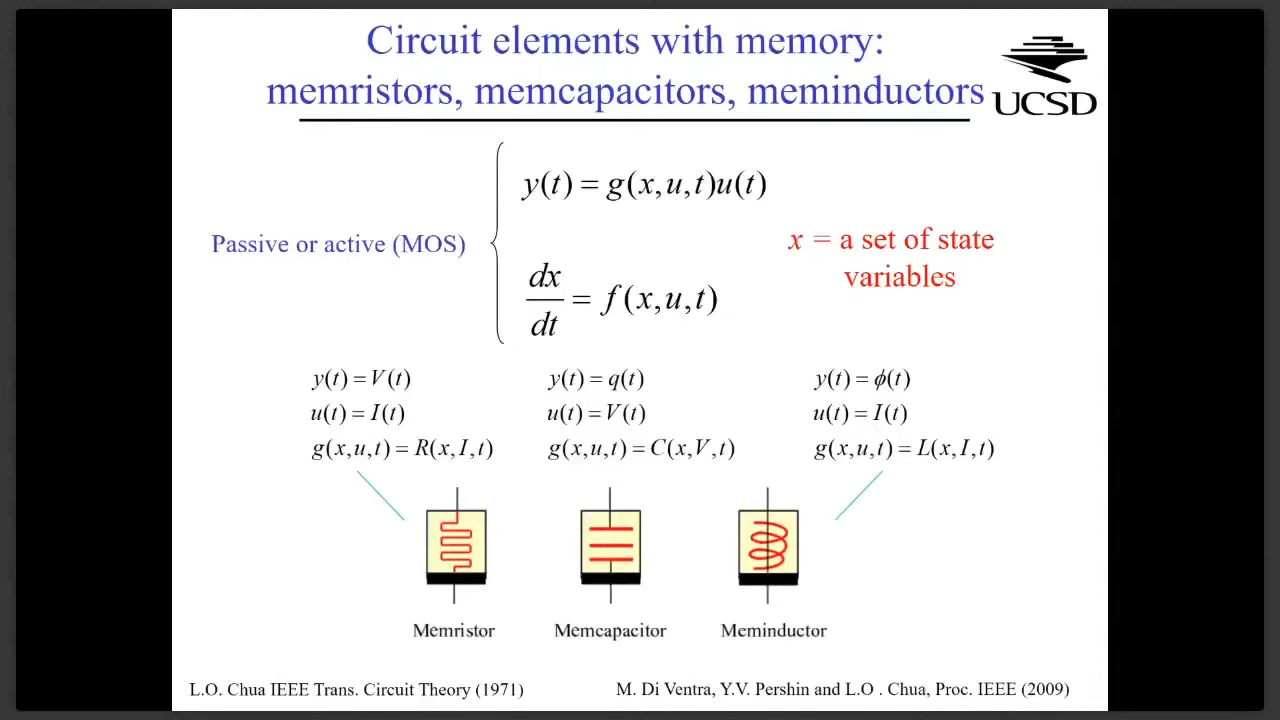 Circuit elements with memory:
memristors, memcapacitors, meminductors
UCSD
y(t) = g(x,u,t)u(t)
Passive or active (MOS)
x = a set of state
variables
dx/dt = f(x,u,t)
y(t) = V(t)
u(t) = I(t)
g(x,u,t) = R(x,I,t)
y(t) = q(t)
u(t) = V(t)
g(x,u,t) = C(x,V,t)
y(t) = ϕ(t)
u(t) = I(t)
g(x,u,t) = L(x,I,t)
Memristor
Memcapacitor
Meminductor
L.O. Chua IEEE Trans. Circuit Theory (1971)
M. Di Ventra, Y.V. Pershin and L.O . Chua, Proc. IEEE (2009)